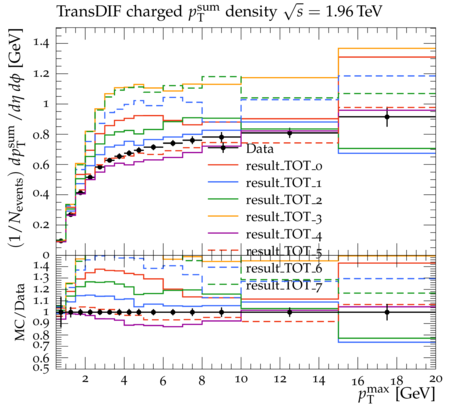 TransDIF charged p_T^sum density √s = 1.96 TeV
(1/N_events) dp_T^sum/dη dϕ [GeV]
1.4
1.2
1
0.8
0.6
0.4
0.2
0
Data
result_TOT_0
result_TOT_1
result_TOT_2
result_TOT_3
result_TOT_4
result_TOT_5
result_TOT_6
result_TOT_7
MC/Data
1.4
1.3
1.2
1.1
1
0.9
0.8
0.7
0.6
0.5
2 4 6 8 10 12 14 16 18 20
p_T^max [GeV]